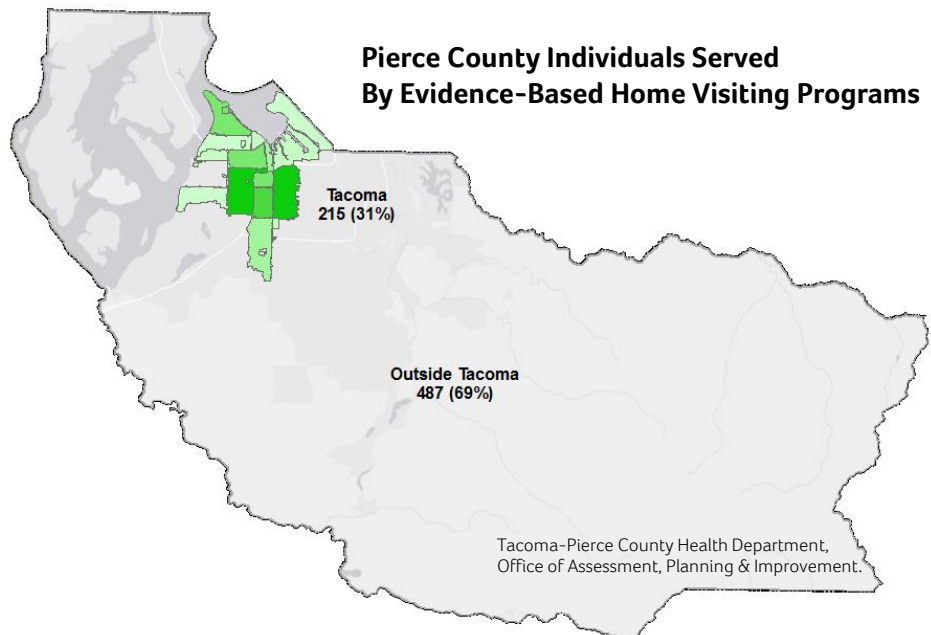 Pierce County Individuals Served
By Evidence-Based Home Visiting Programs
Tacoma
215 (31%)
Outside Tacoma
487 (69%)
Tacoma-Pierce County Health Department,
Office of Assessment, Planning & Improvement.